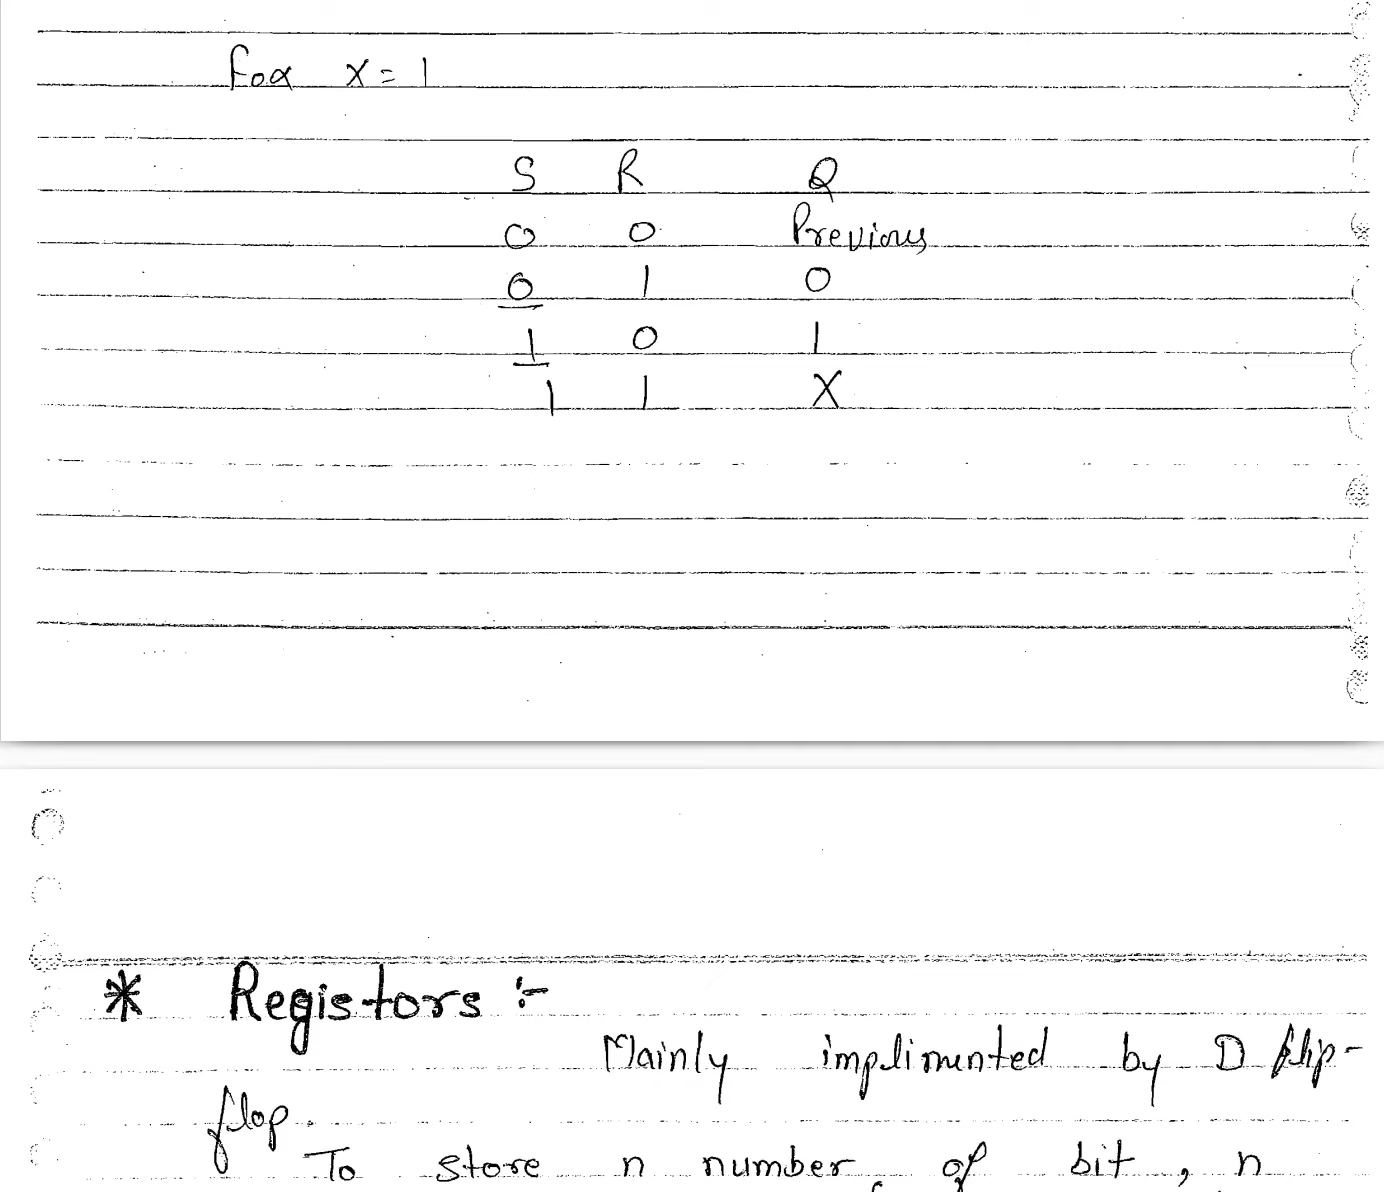 For X = 1
S R Q
0 0 Previous
0 1 0
1 0 1
1 1 X
* Registors :-
Mainly implimented by D flip-
flop.
To store n number of bit, n